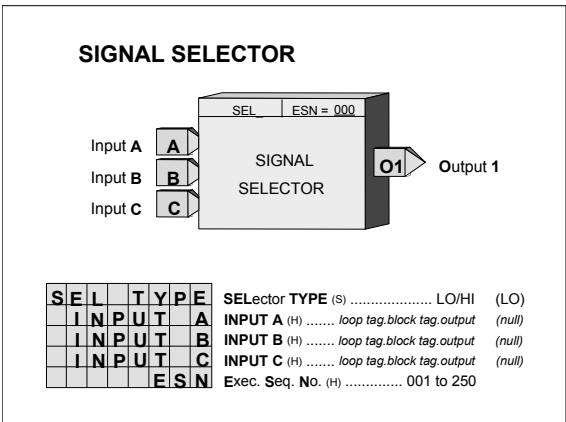 SIGNAL SELECTOR
SEL_ ESN = 000
Input A A
Input B B
Input C C
SIGNAL
SELECTOR
O1 Output 1
SEL TYPE SELector TYPE (S) ..................... LO/HI (LO)
INPUT A INPUT A (H) ....... loop tag.block tag.output (null)
INPUT B INPUT B (H) ....... loop tag.block tag.output (null)
INPUT C INPUT C (H) ....... loop tag.block tag.output (null)
ESN Exec. Seq. No. (H) .............. 001 to 250